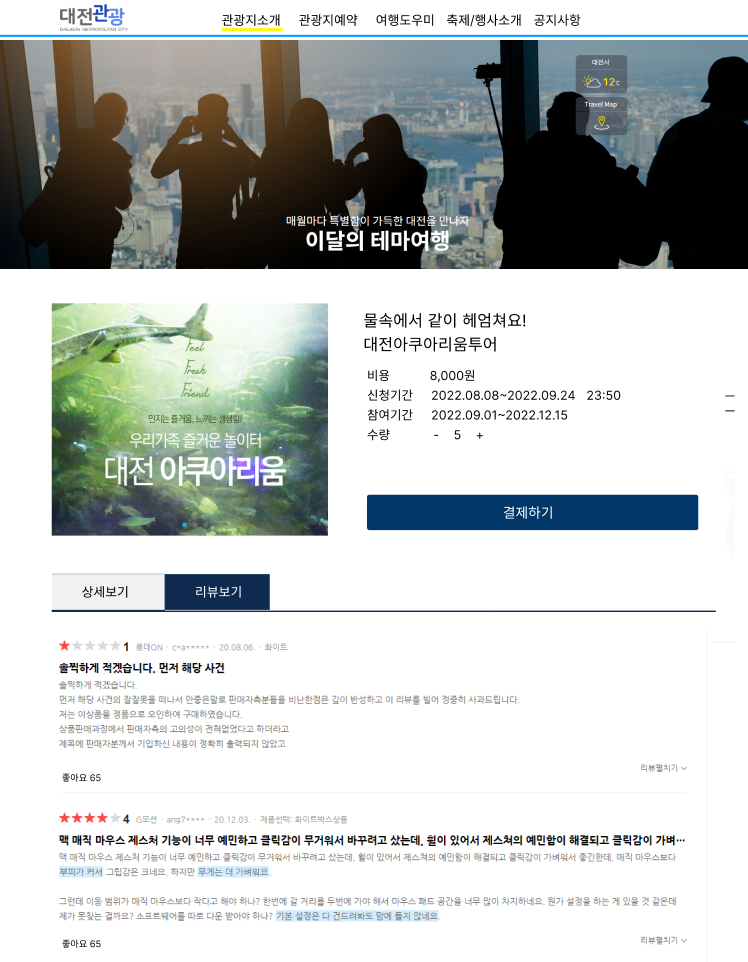 대전관광
DAEJEON METROPOLITAN CITY
관광지소개 관광지예약 여행도우미 축제/행사소개 공지사항
대전시
12℃
Travel Map
매월마다 특별함이 가득한 대전을 만나자
이달의 테마여행
Feel
Fresh
Friend
만지는 즐거움, 느끼는 생생함!
우리가족 즐거운 놀이터
대전 아쿠아리움
물속에서 같이 헤엄쳐요!
대전아쿠아리움투어
비용 8,000원
신청기간 2022.08.08~2022.09.24 23:50
참여기간 2022.09.01~2022.12.15
수량 - 5 +
결제하기
상세보기 리뷰보기
1 롯데ON · c*a***** · 20.08.06. · 화이트
솔찍하게 적겠습니다. 먼저 해당 사건
솔찍하게 적겠습니다.
먼저 해당 사건의 잘잘못을 떠나서 안좋은말로 판매자측분들을 비난한점은 깊이 반성하고 이 리뷰를 빌어 정중히 사과드립니다.
저는 이상품을 정품으로 오인하여 구매하였습니다.
상품판매과정에서 판매자측의 고의성이 전혀없었다고 하더라고
제목에 판매자분께서 기입하신 내용이 정확히 출력되지 않았고
리뷰펼치기
좋아요 65
4 G모션 · ang7**** · 20.12.03. · 제품선택: 화이트박스상품
맥 매직 마우스 제스처 기능이 너무 예민하고 클릭감이 무거워서 바꾸려고 샀는데, 휠이 있어서 제스쳐의 예민함이 해결되고 클릭감이 가벼···
맥 매직 마우스 제스처 기능이 너무 예민하고 클릭감이 무거워서 바꾸려고 샀는데, 휠이 있어서 제스쳐의 예민함이 해결되고 클릭감이 가벼워서 좋긴한데, 매직 마우스보다
부피가 커서 그립감은 크네요. 하지만 무게는 더 가벼워요.
그런데 이동 범위가 매직 마우스보다 작다고 해야 하나? 한번에 갈 거리를 두번에 가야 해서 마우스 패드 공간을 너무 많이 차지하네요. 뭔가 설정을 하는 게 있을 것 같은데
제가 못찾는 걸까요? 소프트웨어를 따로 다운 받아야 하나? 기본 설정은 다 건드려봐도 맘에 들지 않네요.
리뷰펼치기
좋아요 65